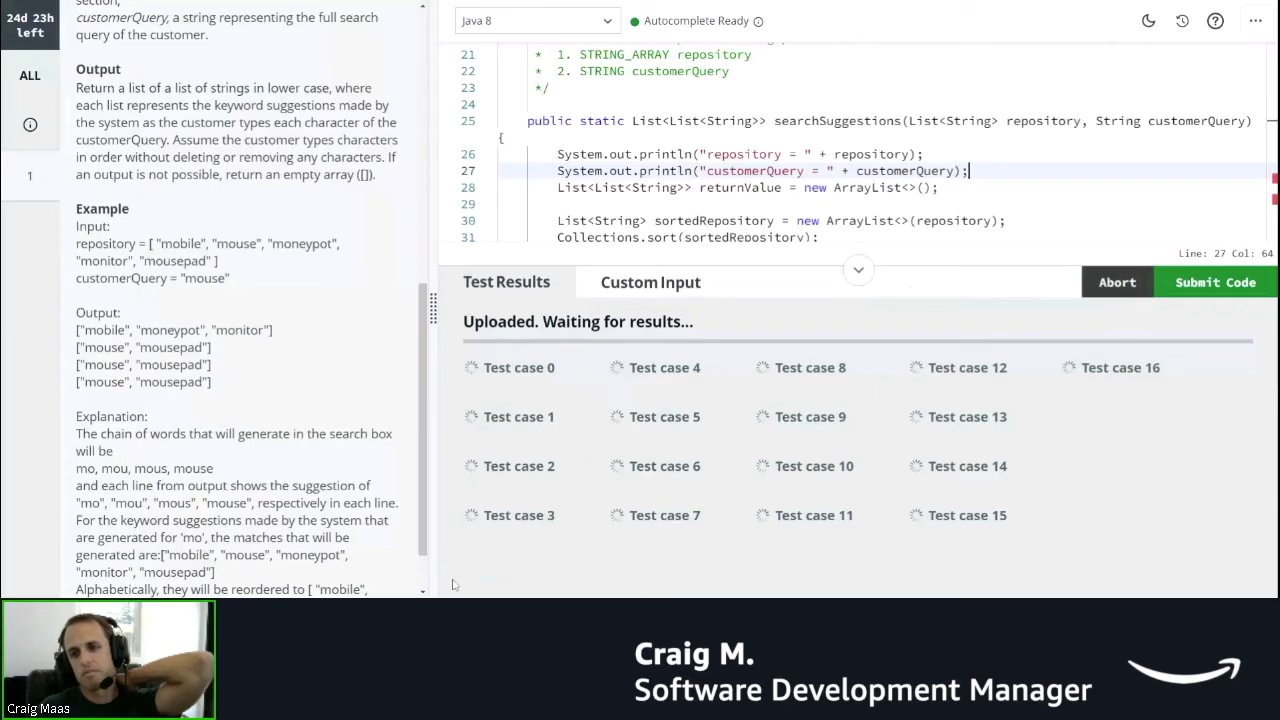 24d 23h
left
ALL
1
section,
customerQuery, a string representing the full search
query of the customer.
Output
Return a list of a list of strings in lower case, where
each list represents the keyword suggestions made by
the system as the customer types each character of the
customerQuery. Assume the customer types characters
in order without deleting or removing any characters. If
an output is not possible, return an empty array ([]).
Example
Input:
repository = [ "mobile", "mouse", "moneypot",
"monitor", "mousepad" ]
customerQuery = "mouse"
Output:
["mobile", "moneypot", "monitor"]
["mouse", "mousepad"]
["mouse", "mousepad"]
["mouse", "mousepad"]
Explanation:
The chain of words that will generate in the search box
will be
mo, mou, mous, mouse
and each line from output shows the suggestion of
"mo", "mou", "mous", "mouse", respectively in each line.
For the keyword suggestions made by the system that
are generated for 'mo', the matches that will be
generated are:["mobile", "mouse", "moneypot",
"monitor", "mousepad"]
Alphabetically, they will be reordered to [ "mobile",
Java 8
Autocomplete Ready
21 * 1. STRING_ARRAY repository
22 * 2. STRING customerQuery
23 */
24
25 public static List<List<String>> searchSuggestions(List<String> repository, String customerQuery)
{
26 System.out.println("repository = " + repository);
27 System.out.println("customerQuery = " + customerQuery);
28 List<List<String>> returnValue = new ArrayList<>();
29
30 List<String> sortedRepository = new ArrayList<>(repository);
31 Collections.sort(sortedRepository);
Line: 27 Col: 64
Test Results Custom Input Abort Submit Code
Uploaded. Waiting for results...
Test case 0 Test case 4 Test case 8 Test case 12 Test case 16
Test case 1 Test case 5 Test case 9 Test case 13
Test case 2 Test case 6 Test case 10 Test case 14
Test case 3 Test case 7 Test case 11 Test case 15
Craig Maas
Craig M.
Software Development Manager